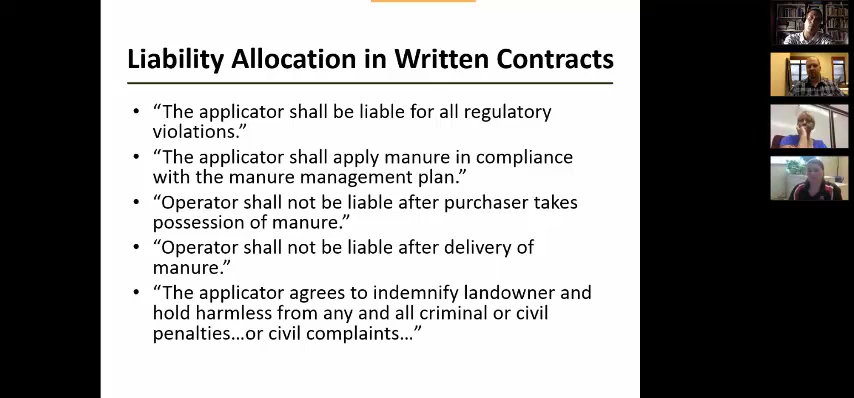 Liability Allocation in Written Contracts
• “The applicator shall be liable for all regulatory
violations.”
• “The applicator shall apply manure in compliance
with the manure management plan.”
• “Operator shall not be liable after purchaser takes
possession of manure.”
• “Operator shall not be liable after delivery of
manure.”
• “The applicator agrees to indemnify landowner and
hold harmless from any and all criminal or civil
penalties…or civil complaints…”